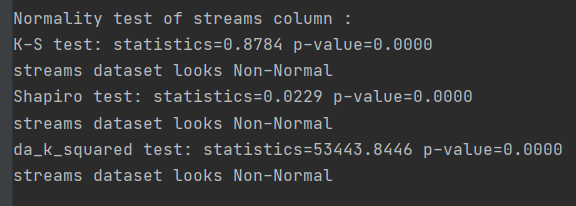 Normality test of streams column :
K-S test: statistics=0.8784 p-value=0.0000
streams dataset looks Non-Normal
Shapiro test: statistics=0.0229 p-value=0.0000
streams dataset looks Non-Normal
da_k_squared test: statistics=53443.8446 p-value=0.0000
streams dataset looks Non-Normal